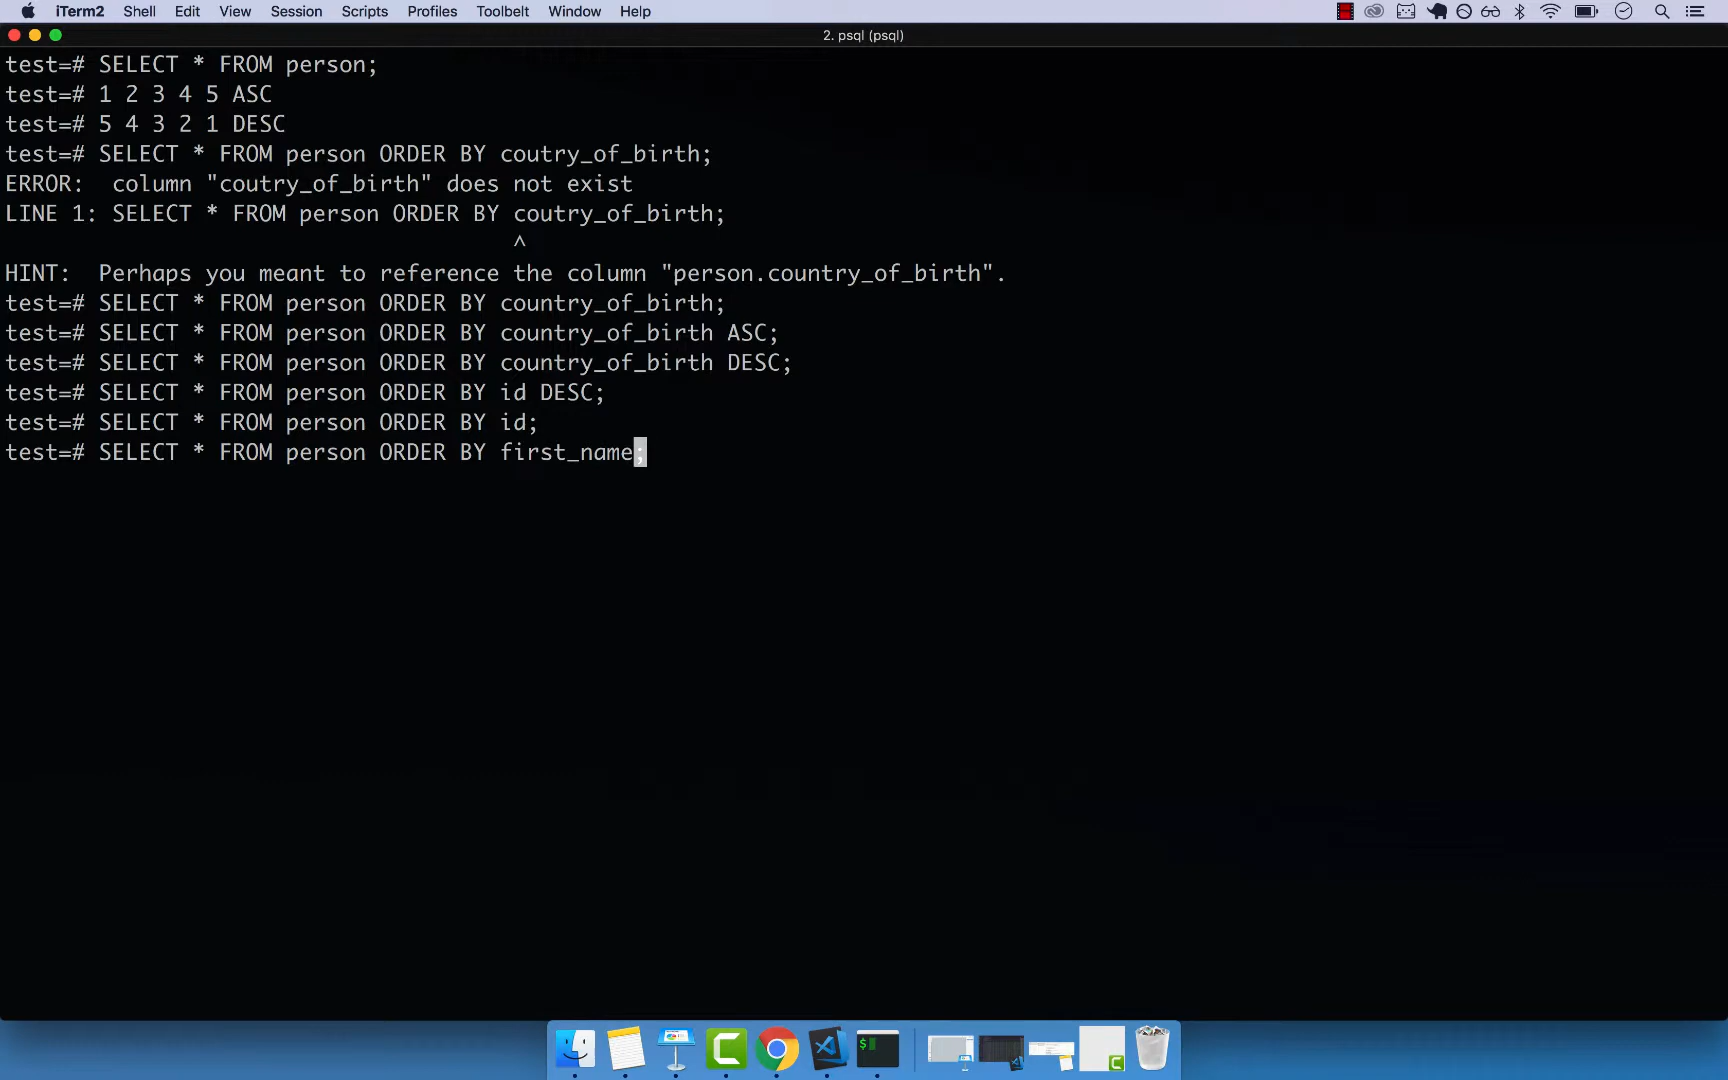 iTerm2 Shell Edit View Session Scripts Profiles Toolbelt Window Help
2. psql (psql)
test=# SELECT * FROM person;
test=# 1 2 3 4 5 ASC
test=# 5 4 3 2 1 DESC
test=# SELECT * FROM person ORDER BY coutry_of_birth;
ERROR:  column "coutry_of_birth" does not exist
LINE 1: SELECT * FROM person ORDER BY coutry_of_birth;
^
HINT:  Perhaps you meant to reference the column "person.country_of_birth".
test=# SELECT * FROM person ORDER BY country_of_birth;
test=# SELECT * FROM person ORDER BY country_of_birth ASC;
test=# SELECT * FROM person ORDER BY country_of_birth DESC;
test=# SELECT * FROM person ORDER BY id DESC;
test=# SELECT * FROM person ORDER BY id;
test=# SELECT * FROM person ORDER BY first_name;